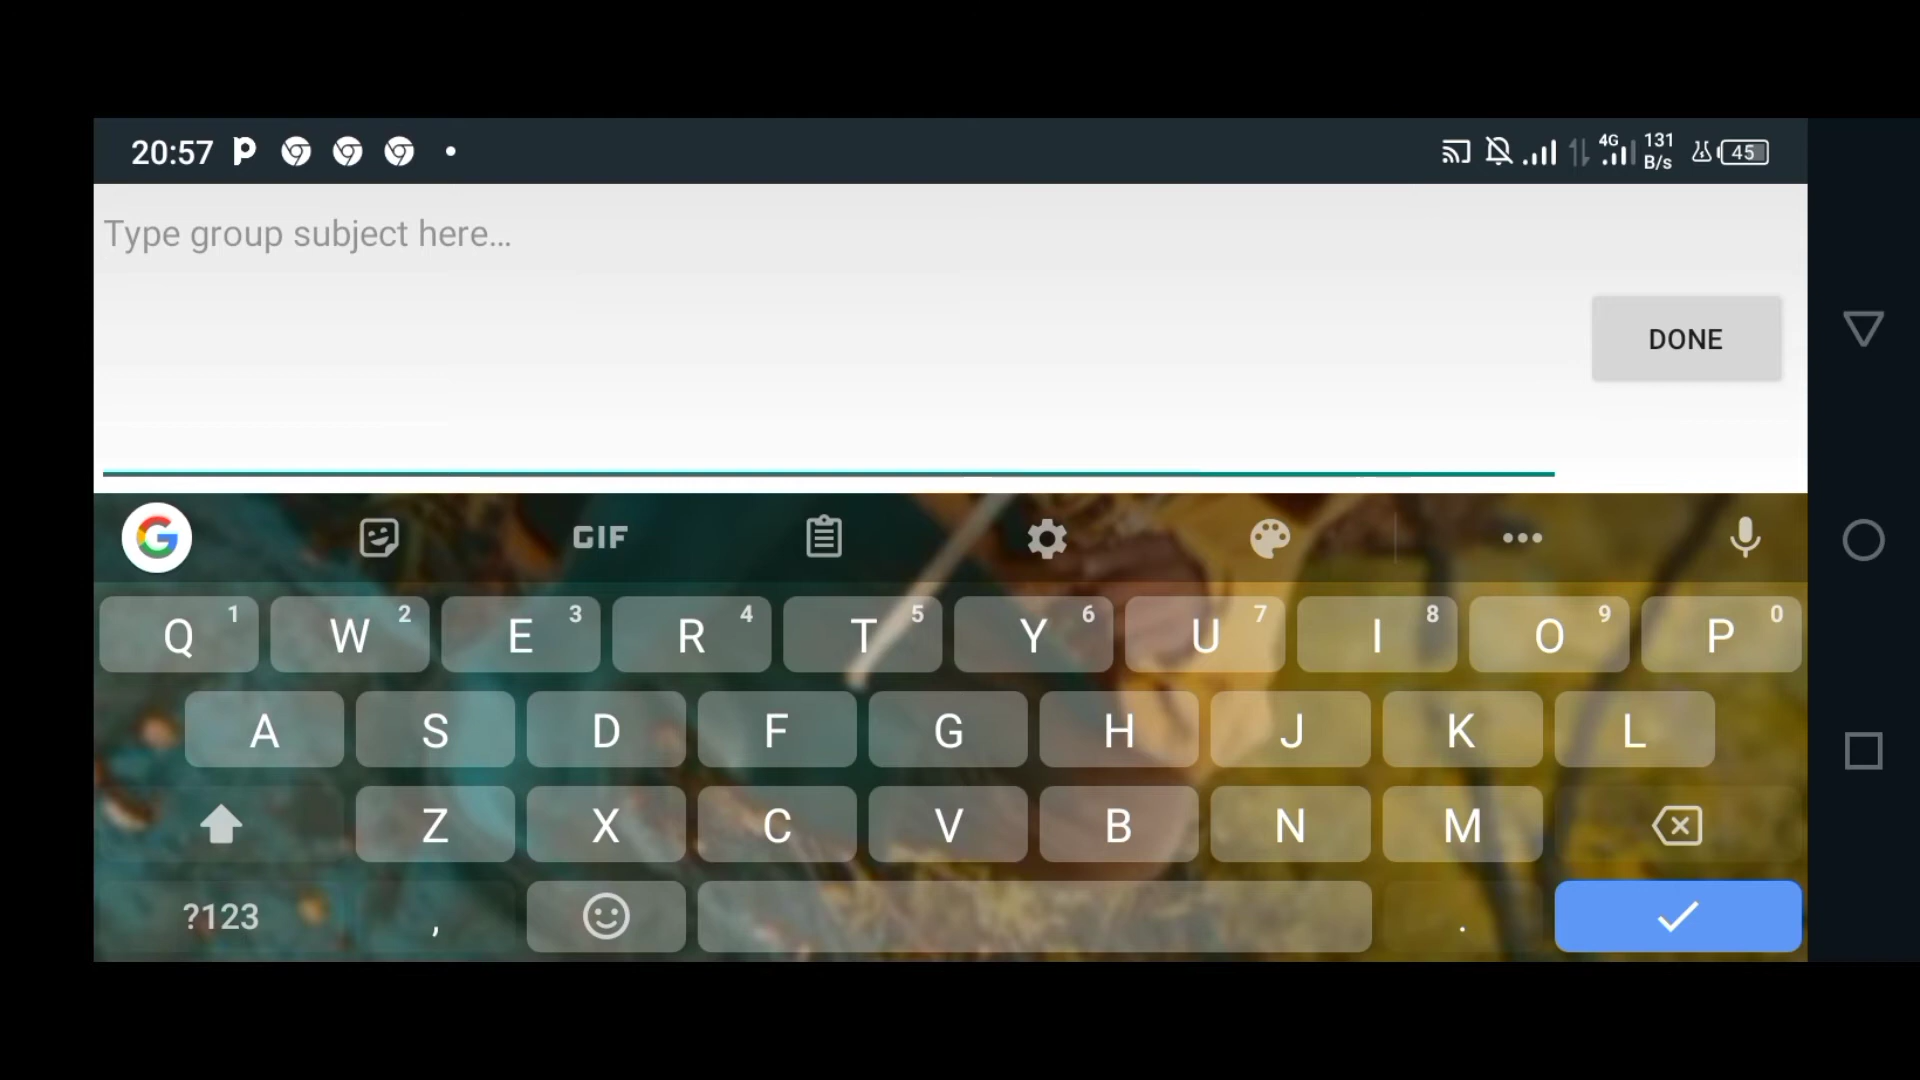 20:57
4G 131 B/s 45
Type group subject here...
DONE
GIF
Q 1 W 2 E 3 R 4 T 5 Y 6 U 7 I 8 O 9 P 0
A S D F G H J K L
Z X C V B N M
?123 , .